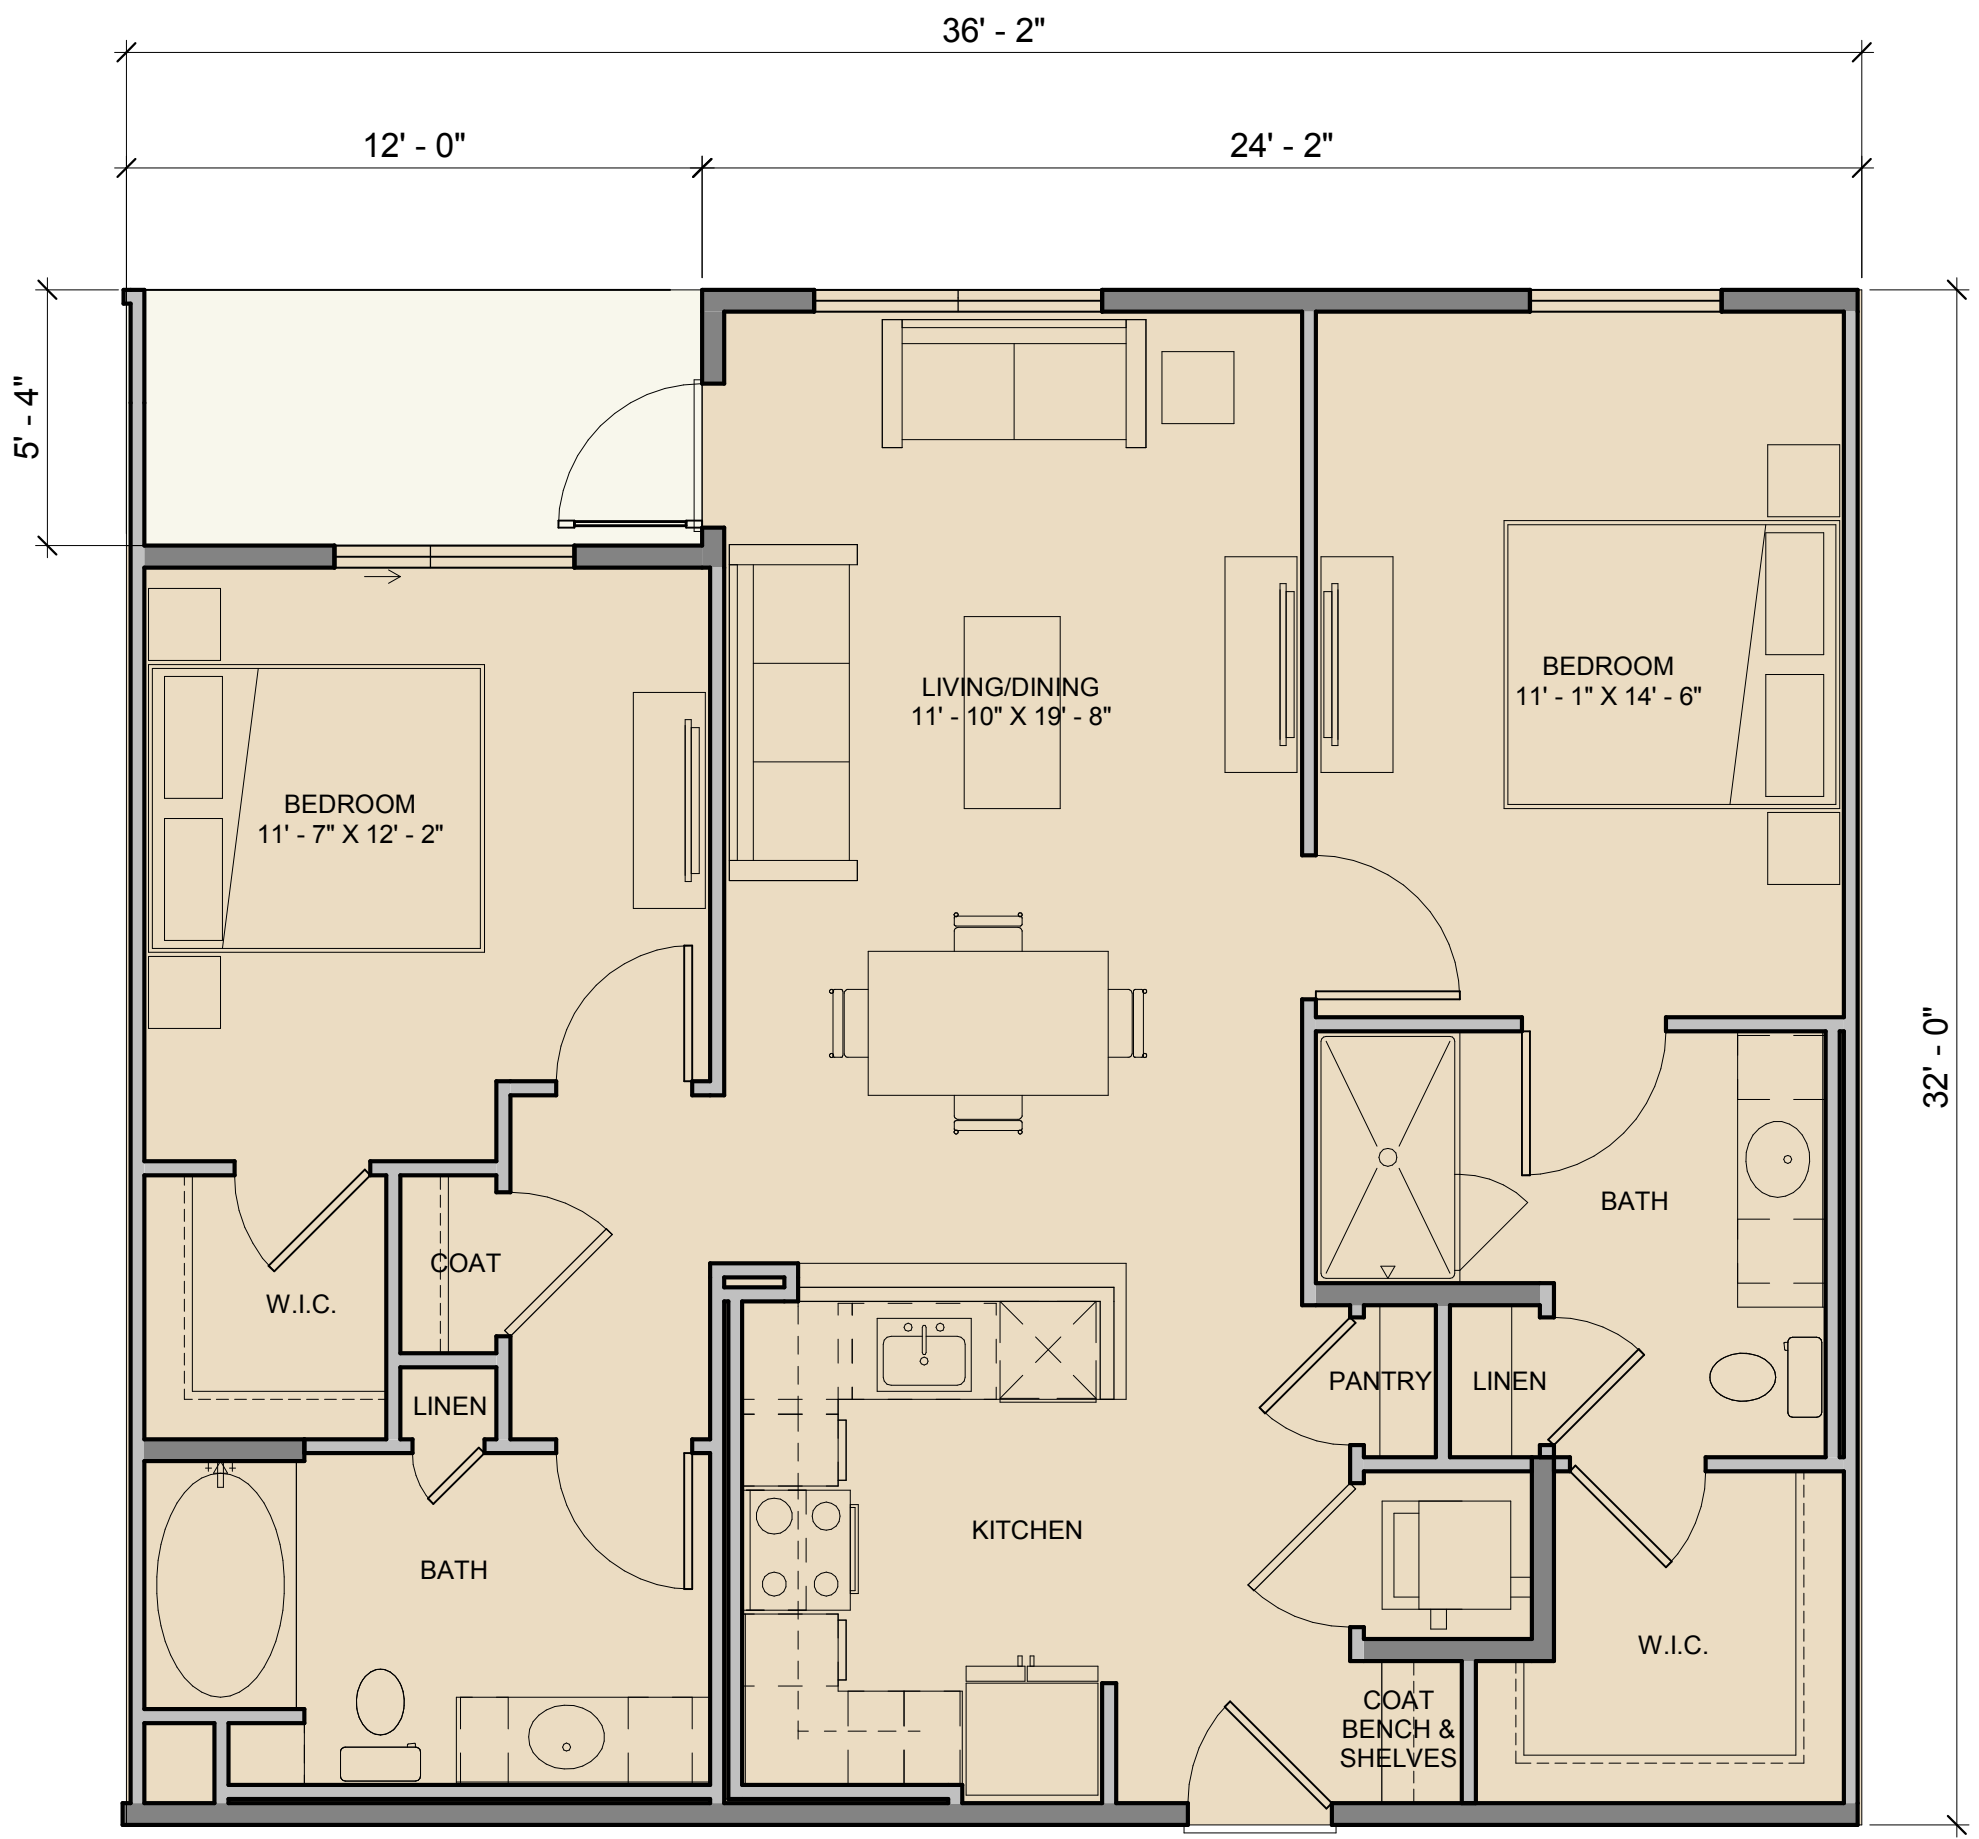 36' - 2"
12' - 0"
24' - 2"
5' - 4"
BEDROOM
11' - 1" X 14' - 6"
LIVING/DINING
11' - 10" X 19' - 8"
BEDROOM
11' - 7" X 12' - 2"
32' - 0"
BATH
COAT
W.I.C.
PANTRY
LINEN
LINEN
KITCHEN
BATH
W.I.C.
COAT
BENCH &
SHELVES